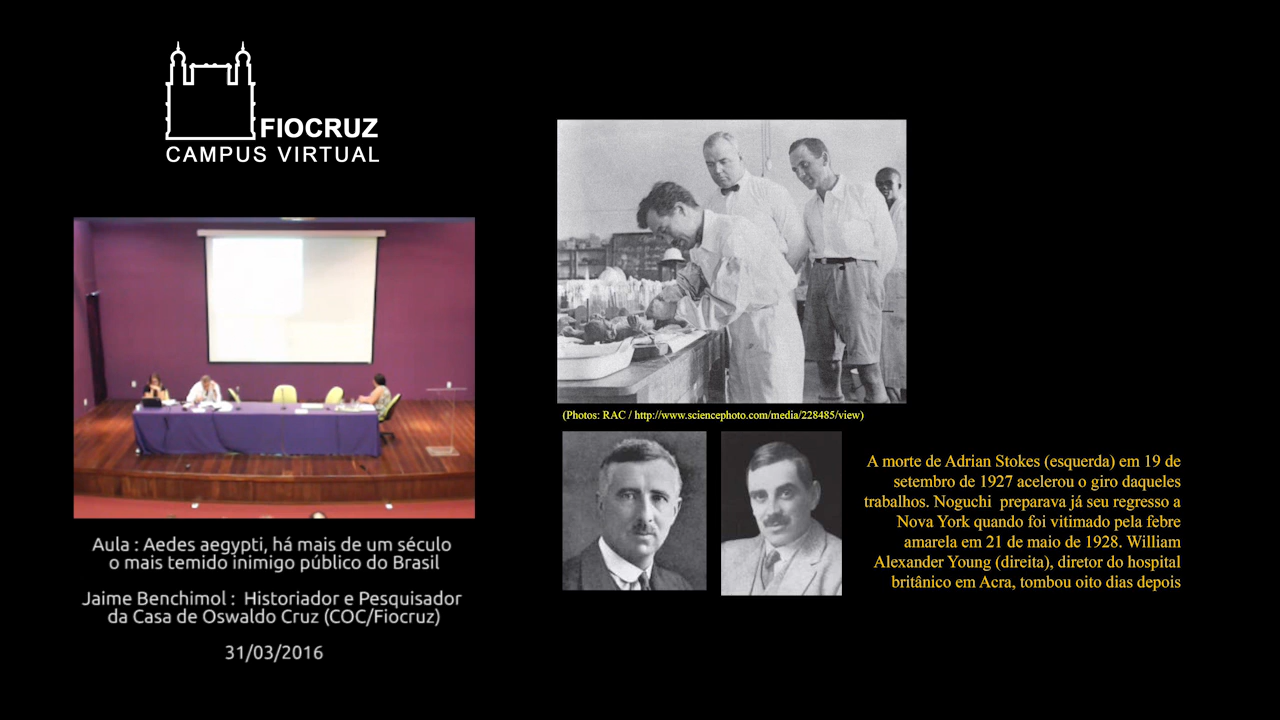 FIOCRUZ
CAMPUS VIRTUAL
Aula : Aedes aegypti, há mais de um século
o mais temido inimigo público do Brasil
Jaime Benchimol : Historiador e Pesquisador
da Casa de Oswaldo Cruz (COC/Fiocruz)
31/03/2016
(Photos: RAC / http://www.sciencephoto.com/media/228485/view)
A morte de Adrian Stokes (esquerda) em 19 de
setembro de 1927 acelerou o giro daqueles
trabalhos. Noguchi preparava já seu regresso a
Nova York quando foi vitimado pela febre
amarela em 21 de maio de 1928. William
Alexander Young (direita), diretor do hospital
britânico em Acra, tombou oito dias depois